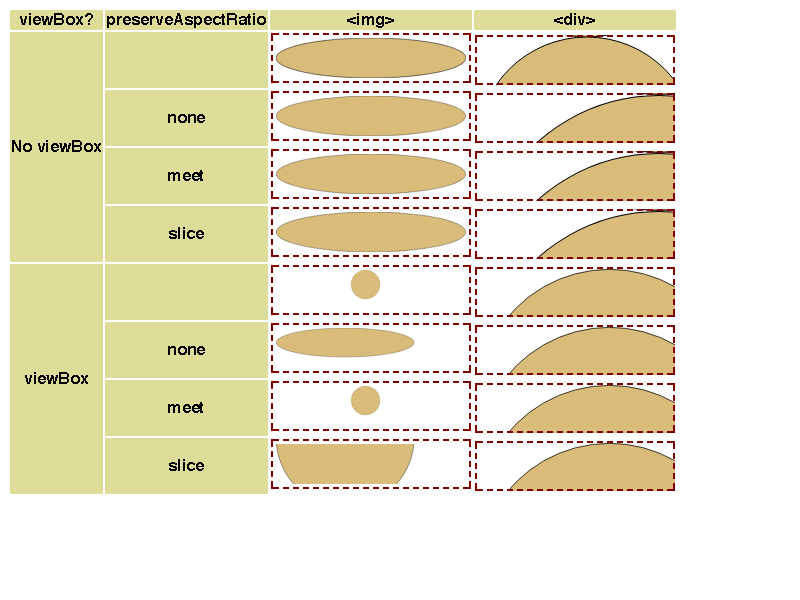 viewBox? preserveAspectRatio <img> <div>
No viewBox
none
meet
slice
viewBox
none
meet
slice